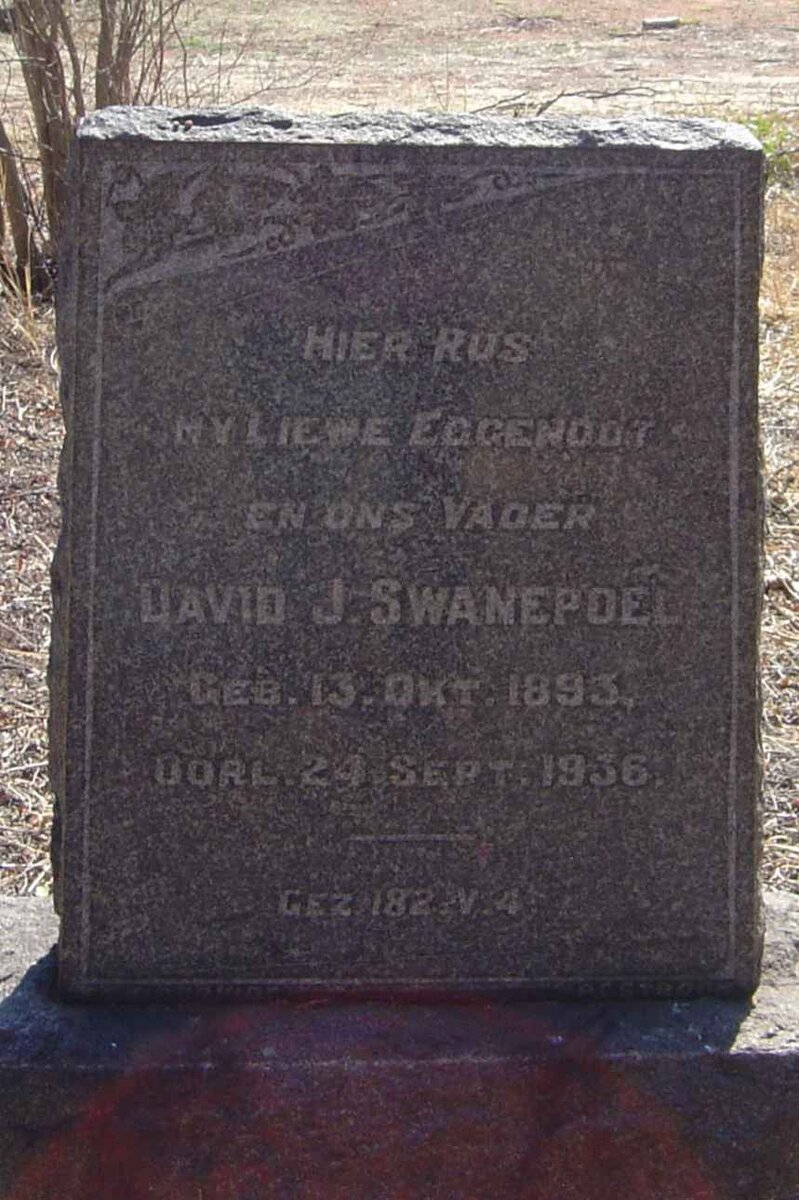 HIER RUS
MY LIEWE EGGENOOT
EN ONS VADER
DAVID J. SWANEPOEL
GEB. 13. OKT. 1893,
OORL. 24. SEPT. 1936.
GEZ. 182. V. 4